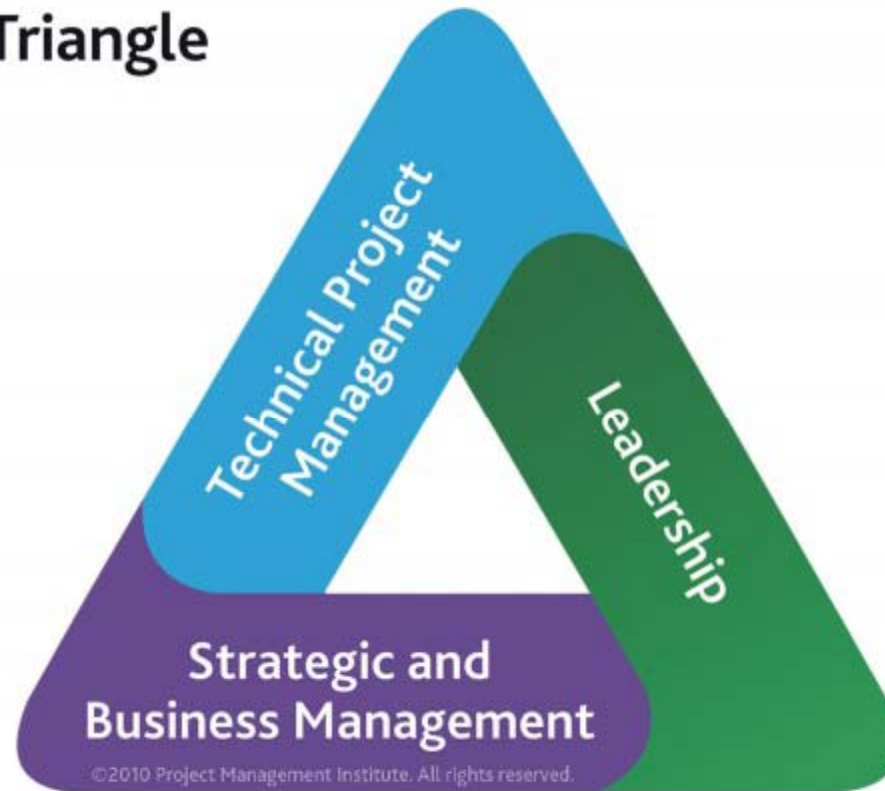 Triangle
Technical Project
Management
Leadership
Strategic and
Business Management
©2010 Project Management Institute. All rights reserved.